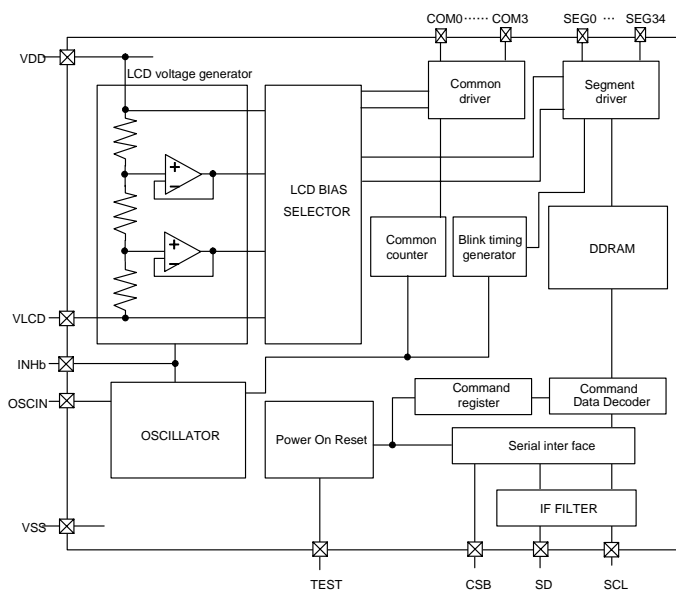 COM0 ······ COM3
SEG0 ··· SEG34
VDD
LCD voltage generator
Common
driver
Segment
driver
LCD BIAS
SELECTOR
Common
counter
Blink timing
generator
DDRAM
VLCD
INHb
OSCIN
OSCILLATOR
Power On Reset
Command
register
Command
Data Decoder
Serial inter face
IF FILTER
VSS
TEST
CSB
SD
SCL
+
−
+
−